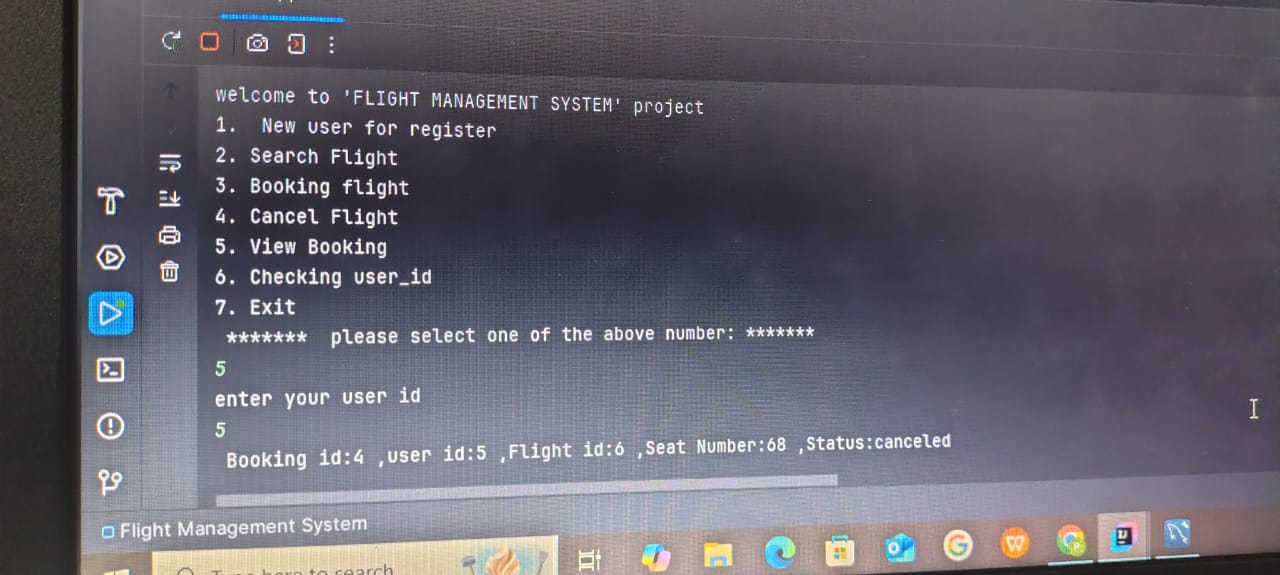 welcome to 'FLIGHT MANAGEMENT SYSTEM' project
1.  New user for register
2. Search Flight
3. Booking flight
4. Cancel Flight
5. View Booking
6. Checking user_id
7. Exit
*******  please select one of the above number: *******
5
enter your user id
5
Booking id:4 ,user id:5 ,Flight id:6 ,Seat Number:68 ,Status:canceled
Flight Management System
Type here to search